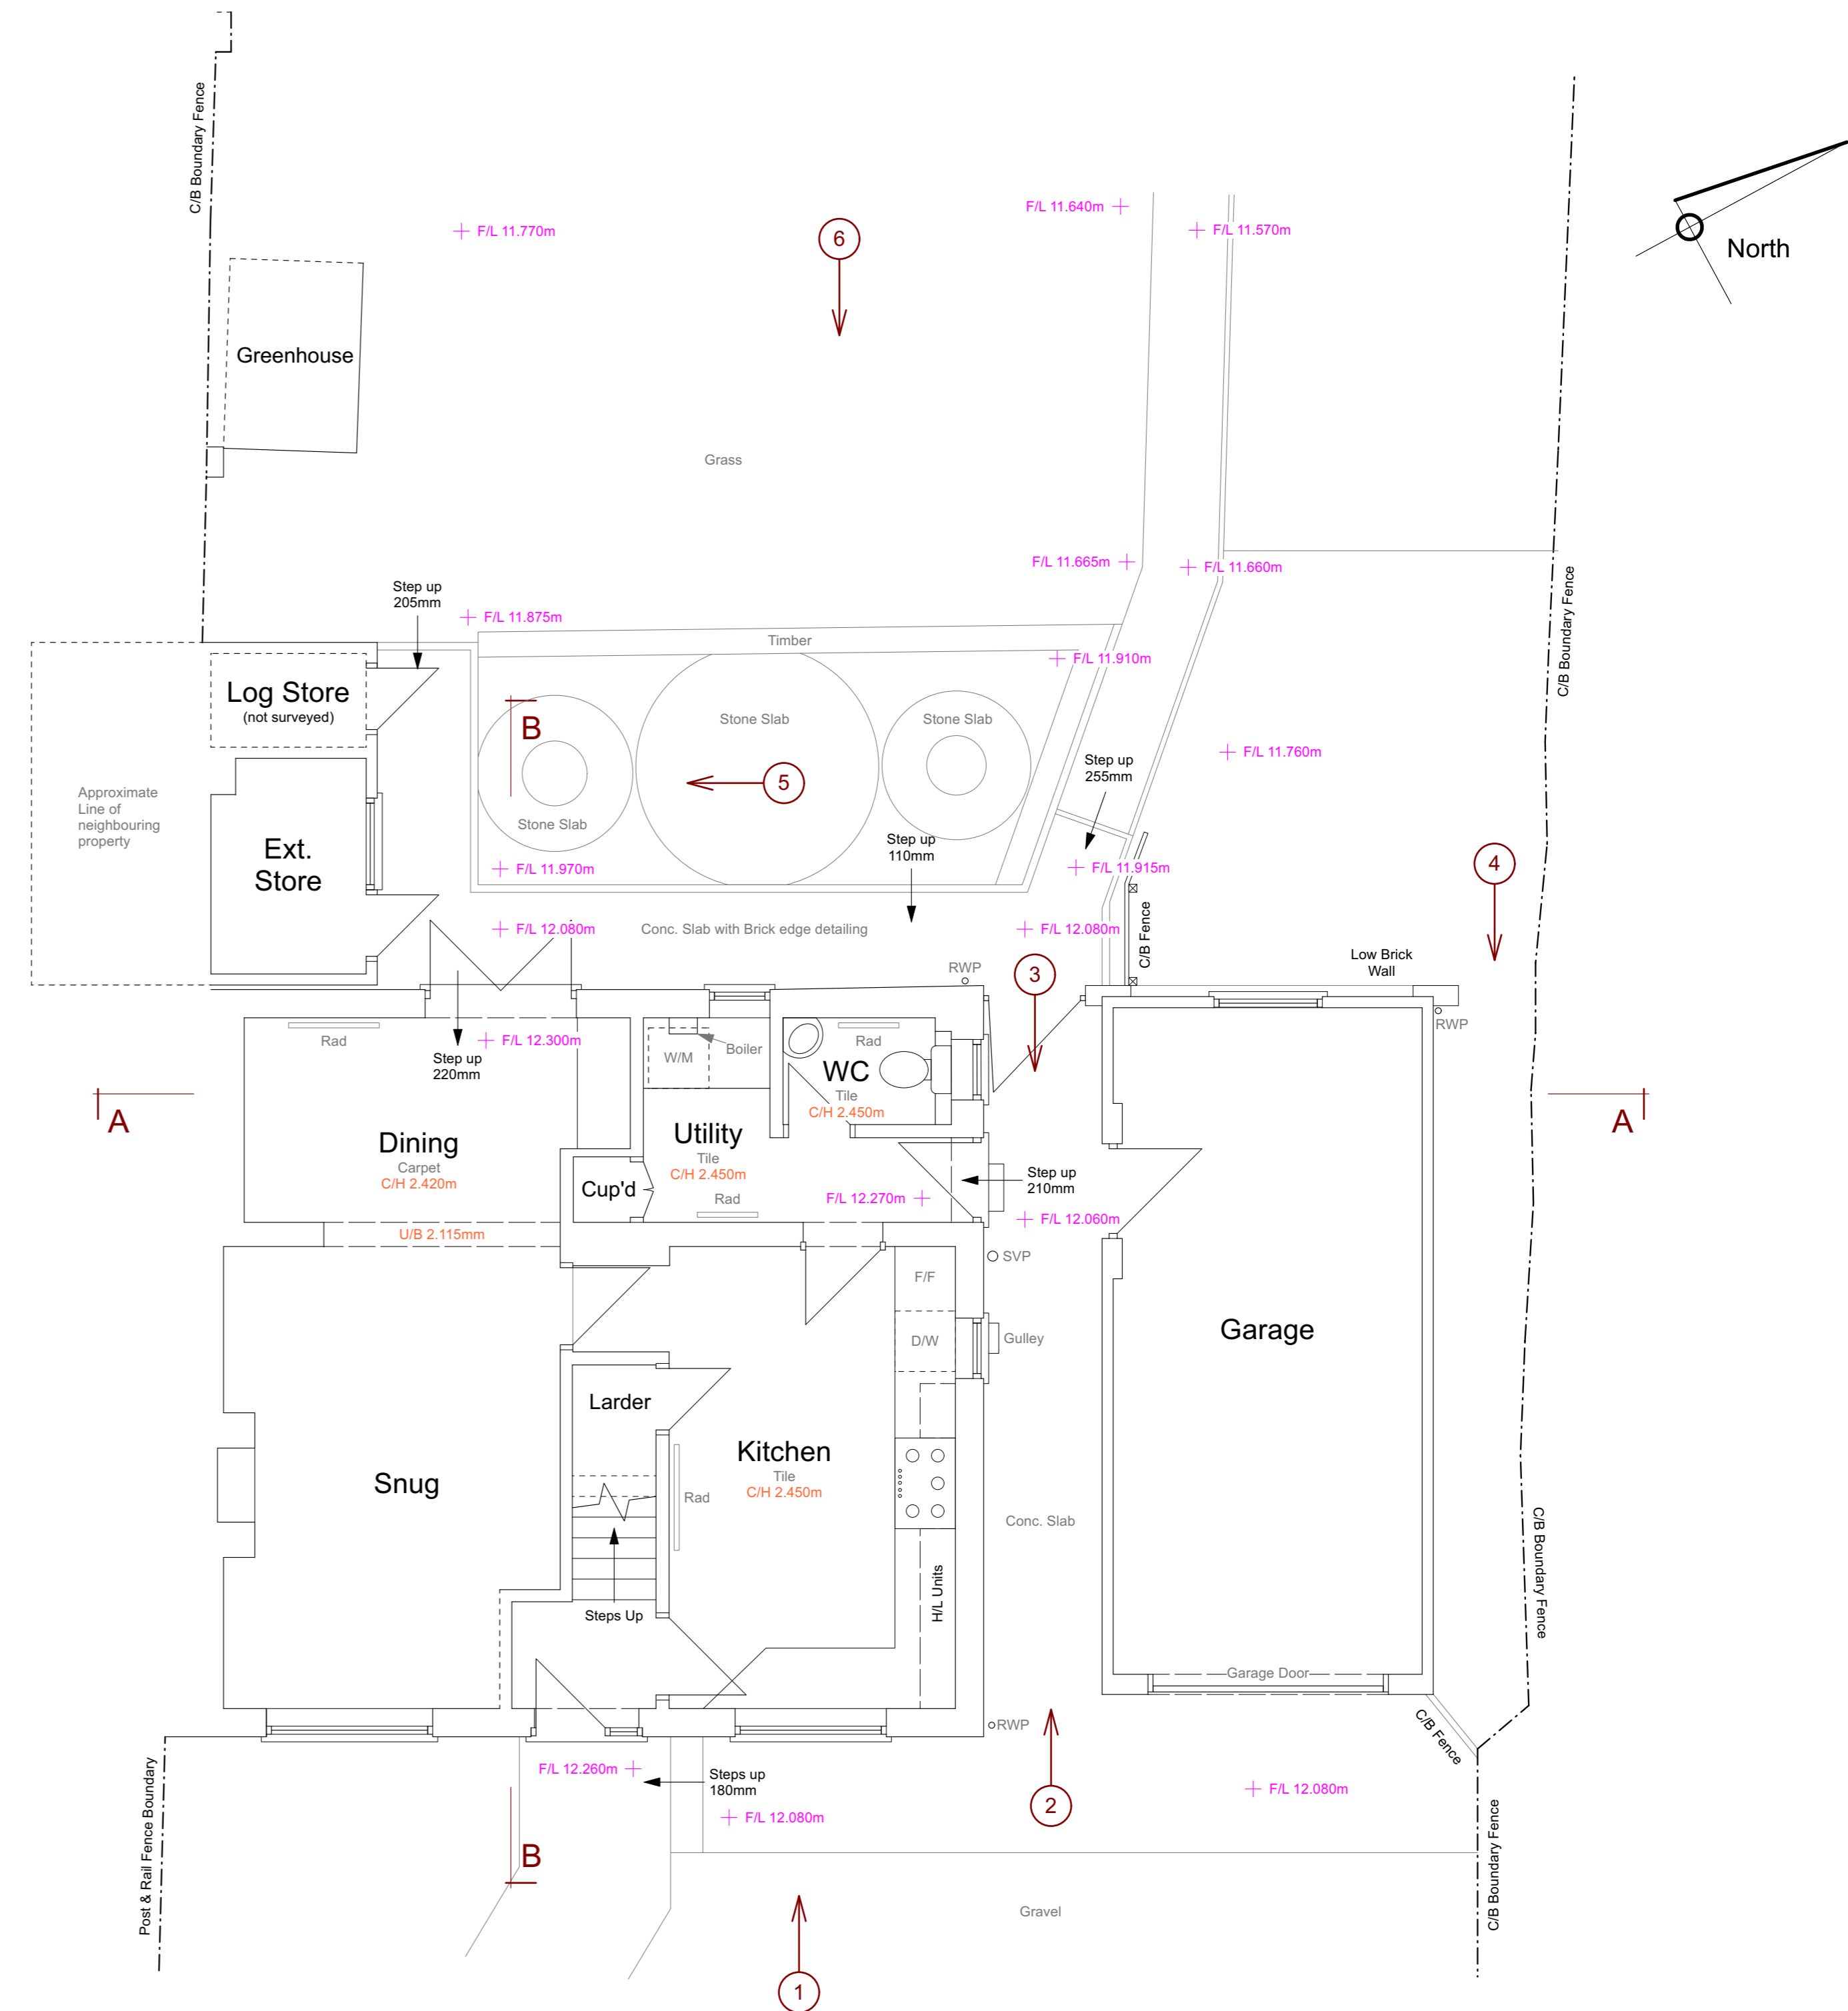 C/B Boundary Fence
F/L 11.770m
6
F/L 11.640m
F/L 11.570m
North
Greenhouse
Grass
F/L 11.665m
F/L 11.660m
C/B Boundary Fence
Step up
205mm
F/L 11.875m
Timber
F/L 11.910m
Log Store
(not surveyed)
B
Stone Slab
Stone Slab
F/L 11.760m
Step up
255mm
5
Approximate
Line of
neighbouring
property
Stone Slab
Ext.
Store
Step up
110mm
4
F/L 11.970m
F/L 11.915m
F/L 12.080m
Conc. Slab with Brick edge detailing
F/L 12.080m
C/B Fence
Low Brick
Wall
RWP
3
RWP
Rad
F/L 12.300m
Step up
220mm
W/M
Boiler
Rad
WC
Tile
C/H 2.450m
A
A
Dining
Carpet
C/H 2.420m
Utility
Tile
C/H 2.450m
Cup'd
Rad
F/L 12.270m
Step up
210mm
F/L 12.060m
U/B 2.115mm
SVP
F/F
D/W
Gulley
Garage
Larder
Kitchen
Tile
C/H 2.450m
Snug
Rad
Conc. Slab
C/B Boundary Fence
H/L Units
Steps Up
Garage Door
RWP
C/B Fence
Post & Rail Fence Boundary
F/L 12.260m
Steps up
180mm
F/L 12.080m
2
F/L 12.080m
B
C/B Boundary Fence
Gravel
1